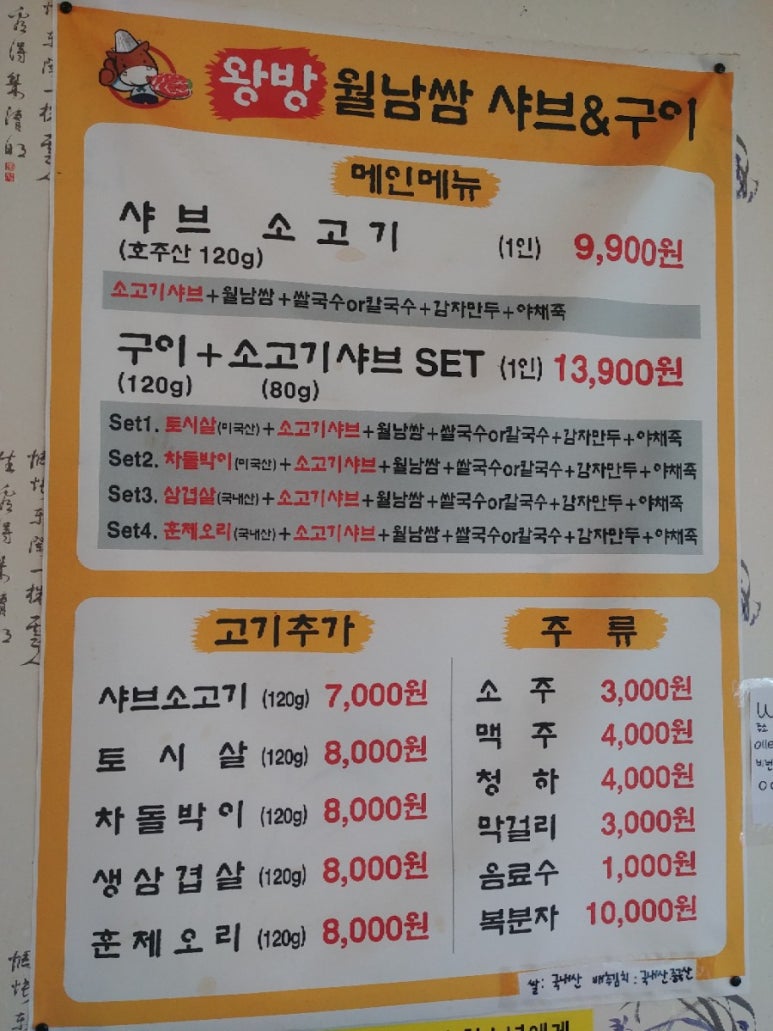 왕방 월남쌈 샤브&구이
메인메뉴
샤브 소고기 (1인) 9,900원
(호주산 120g)
소고기샤브+월남쌈+쌀국수or칼국수+감자만두+야채죽
구이+소고기샤브 SET (1인) 13,900원
(120g) (80g)
Set1. 토시살(미국산)+소고기샤브+월남쌈+쌀국수or칼국수+감자만두+야채죽
Set2. 차돌박이(미국산)+소고기샤브+월남쌈+쌀국수or칼국수+감자만두+야채죽
Set3. 삼겹살(국내산)+소고기샤브+월남쌈+쌀국수or칼국수+감자만두+야채죽
Set4. 훈제오리(국내산)+소고기샤브+월남쌈+쌀국수or칼국수+감자만두+야채죽
고기추가
샤브소고기 (120g) 7,000원
토시살 (120g) 8,000원
차돌박이 (120g) 8,000원
생삼겹살 (120g) 8,000원
훈제오리 (120g) 8,000원
주류
소주 3,000원
맥주 4,000원
청하 4,000원
막걸리 3,000원
음료수 1,000원
복분자 10,000원
쌀: 국내산 배추김치: 국내산 중국산